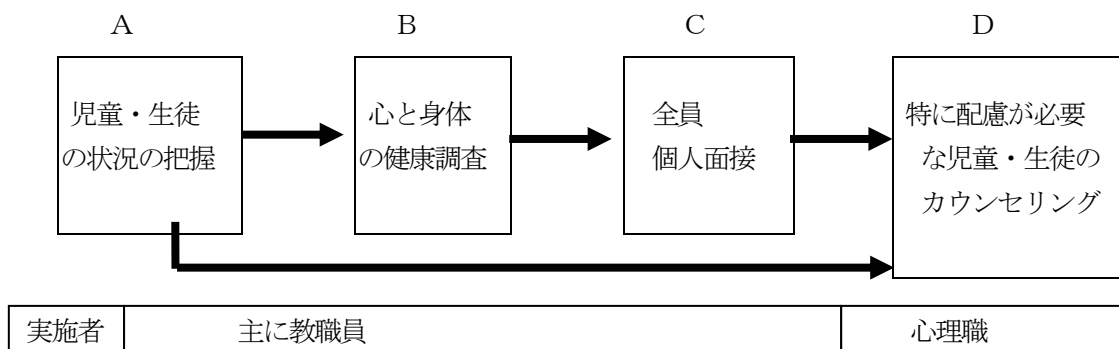 A
B
C
D
児童・生徒
の状況の把握
心と身体
の健康調査
全員
個人面接
特に配慮が必要
な児童・生徒の
カウンセリング
実施者
主に教職員
心理職